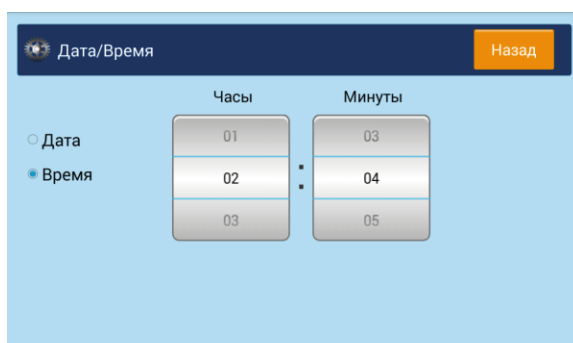 Дата/Время
Назад
Часы Минуты
Дата
Время
01 03
02 : 04
03 05